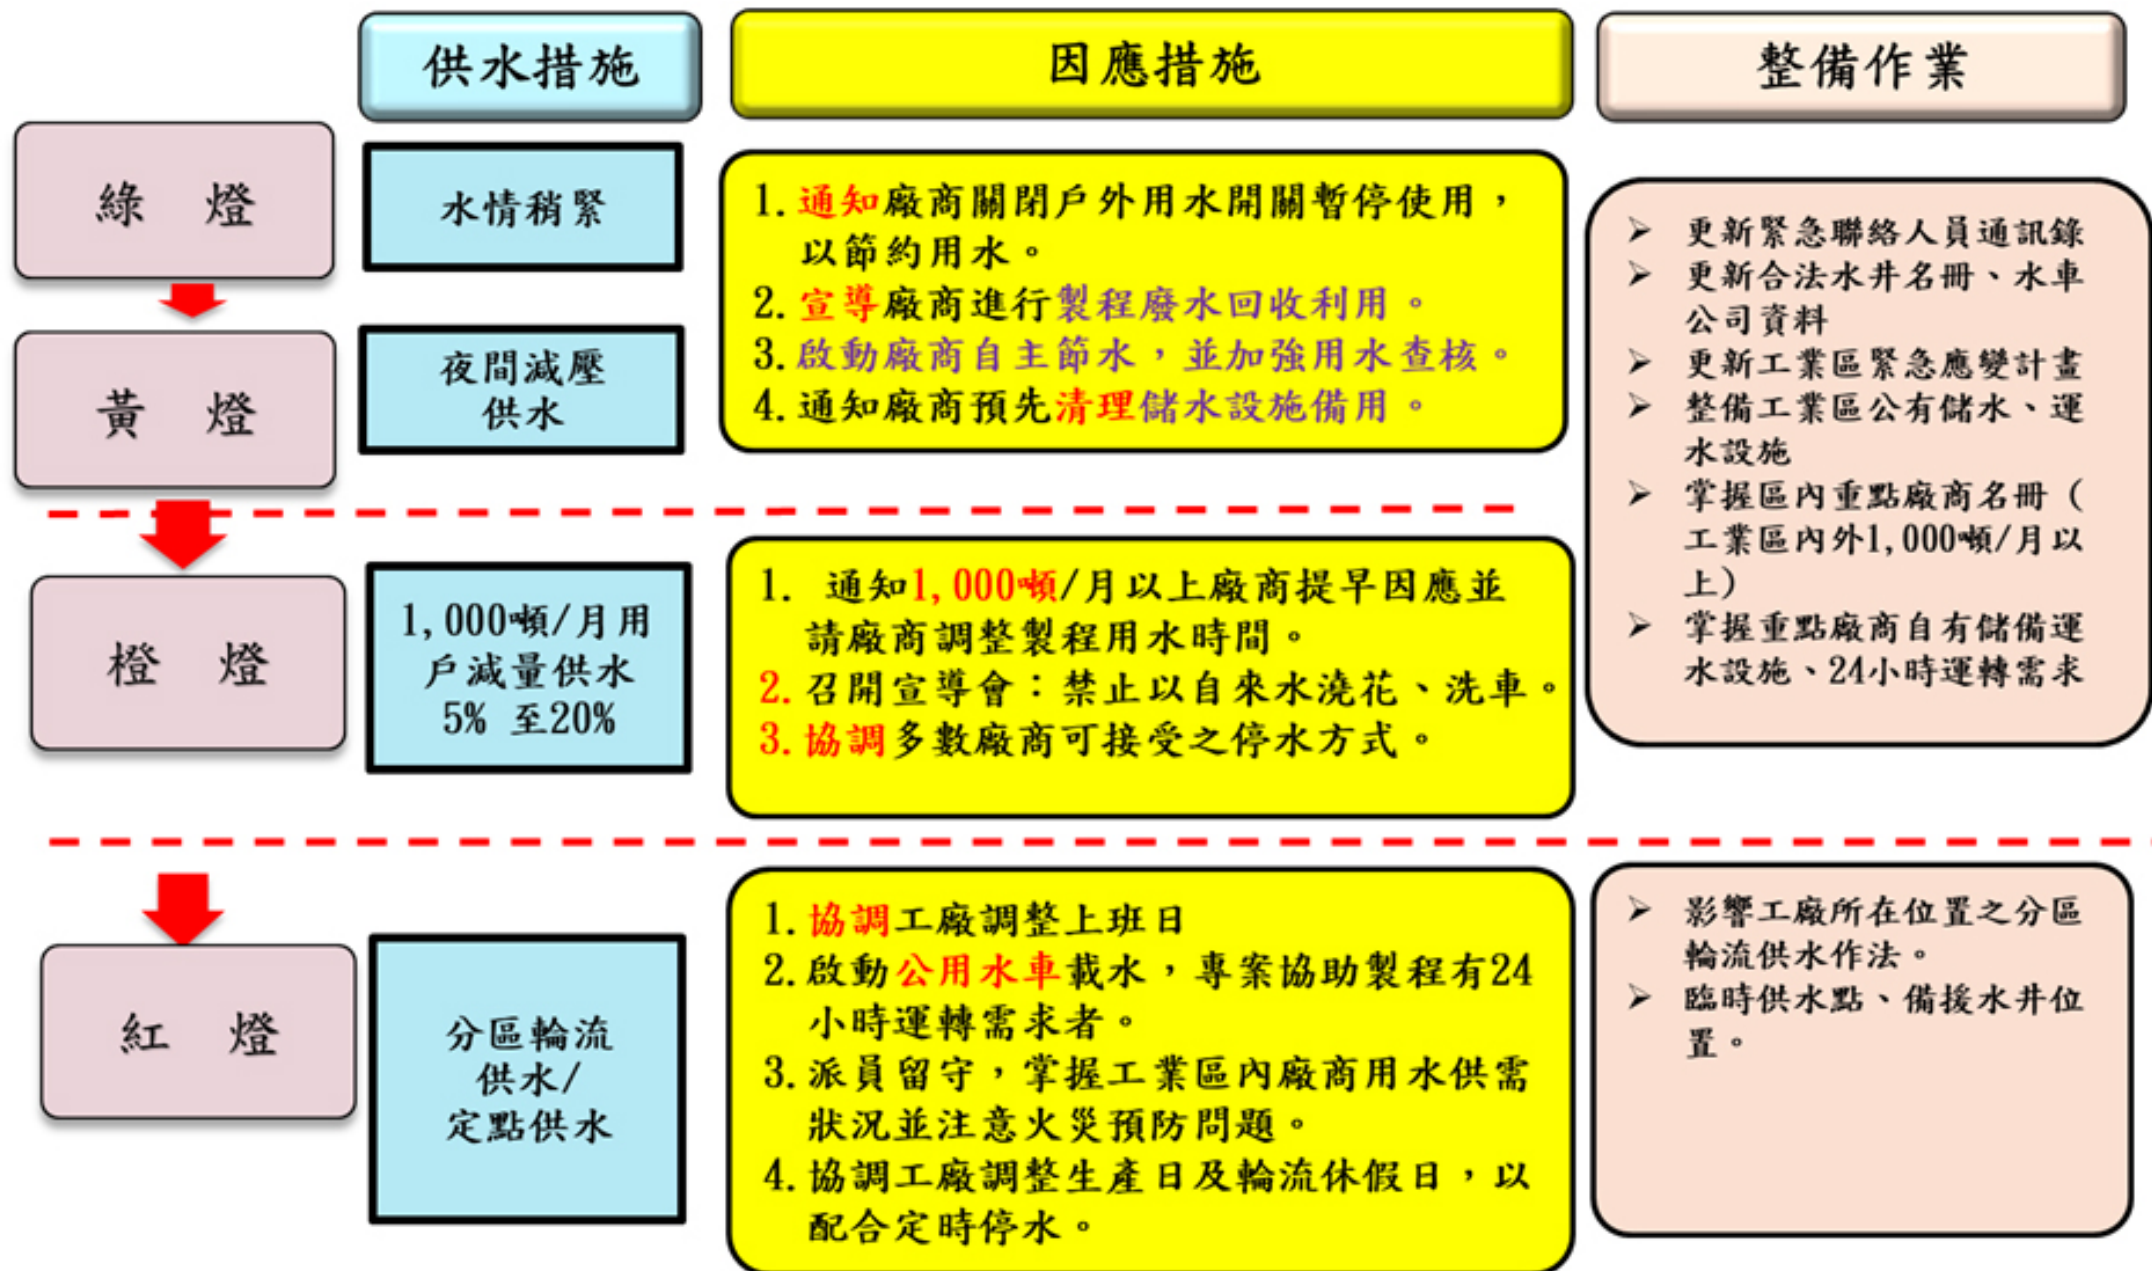 供水措施
因應措施
整備作業
綠 燈
水情稍緊
黃 燈
夜間減壓
供水
1. 通知廠商關閉戶外用水開關暫停使用，
以節約用水。
2. 宣導廠商進行製程廢水回收利用。
3. 啟動廠商自主節水，並加強用水查核。
4. 通知廠商預先清理儲水設施備用。
➤ 更新緊急聯絡人員通訊錄
➤ 更新合法水井名冊、水車
公司資料
➤ 更新工業區緊急應變計畫
➤ 整備工業區公有儲水、運
水設施
➤ 掌握區內重點廠商名冊（
工業區內外1,000噸/月以
上)
➤ 掌握重點廠商自有儲備運
水設施、24小時運轉需求
橙 燈
1,000噸/月用
戶減量供水
5% 至20%
1. 通知1,000噸/月以上廠商提早因應並
請廠商調整製程用水時間。
2. 召開宣導會：禁止以自來水澆花、洗車。
3. 協調多數廠商可接受之停水方式。
紅 燈
分區輪流
供水/
定點供水
1. 協調工廠調整上班日
2. 啟動公用水車載水，專案協助製程有24
小時運轉需求者。
3. 派員留守，掌握工業區內廠商用水供需
狀況並注意火災預防問題。
4. 協調工廠調整生產日及輪流休假日，以
配合定時停水。
➤ 影響工廠所在位置之分區
輪流供水作法。
➤ 臨時供水點、備援水井位
置。